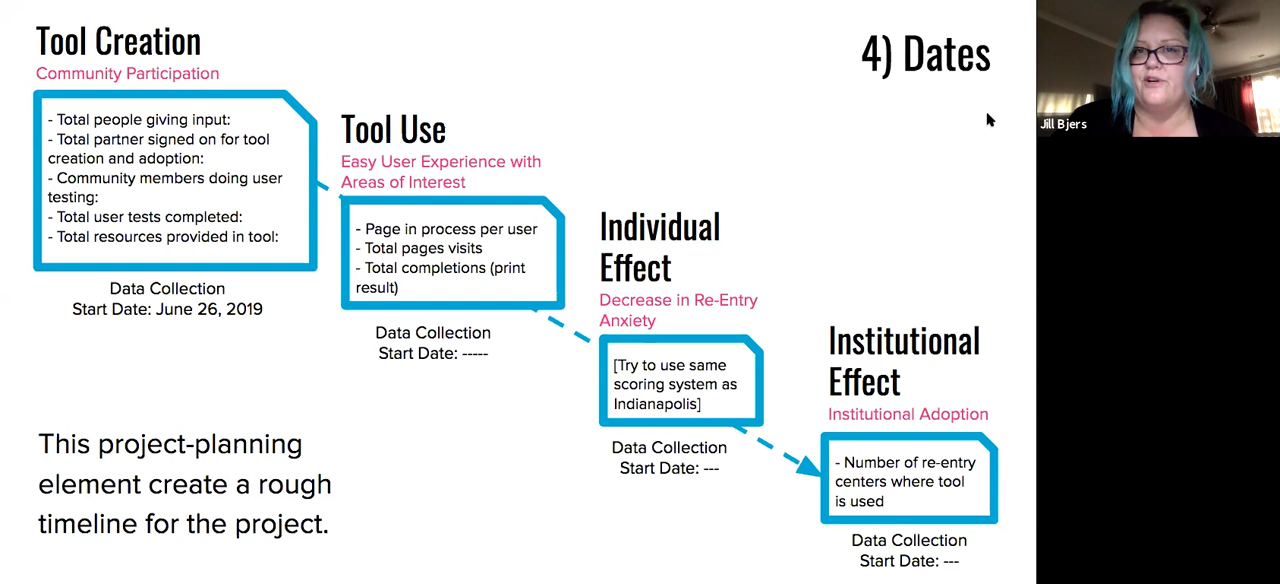 Tool Creation
Community Participation
- Total people giving input:
- Total partner signed on for tool
creation and adoption:
- Community members doing user
testing:
- Total user tests completed:
- Total resources provided in tool:
Data Collection
Start Date: June 26, 2019
4) Dates
Jill Bjers
Tool Use
Easy User Experience with
Areas of Interest
- Page in process per user
- Total pages visits
- Total completions (print
result)
Data Collection
Start Date: -----
Individual
Effect
Decrease in Re-Entry
Anxiety
[Try to use same
scoring system as
Indianapolis]
Data Collection
Start Date: ---
Institutional
Effect
Institutional Adoption
- Number of re-entry
centers where tool
is used
Data Collection
Start Date: ---
This project-planning
element create a rough
timeline for the project.